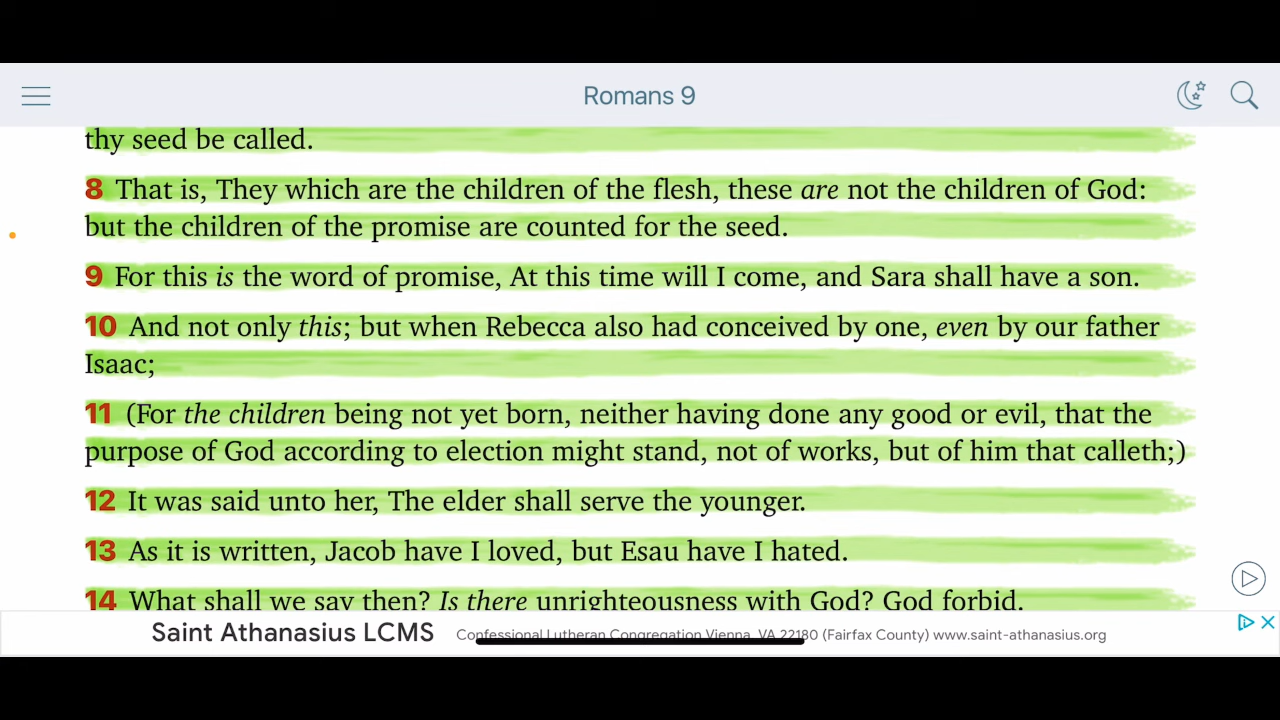 Romans 9
thy seed be called.
8 That is, They which are the children of the flesh, these are not the children of God:
but the children of the promise are counted for the seed.
9 For this is the word of promise, At this time will I come, and Sara shall have a son.
10 And not only this; but when Rebecca also had conceived by one, even by our father
Isaac;
11 (For the children being not yet born, neither having done any good or evil, that the
purpose of God according to election might stand, not of works, but of him that calleth;)
12 It was said unto her, The elder shall serve the younger.
13 As it is written, Jacob have I loved, but Esau have I hated.
14 What shall we say then? Is there unrighteousness with God? God forbid.
Saint Athanasius LCMS Confessional Lutheran Congregation Vienna, VA 22180 (Fairfax County) www.saint-athanasius.org